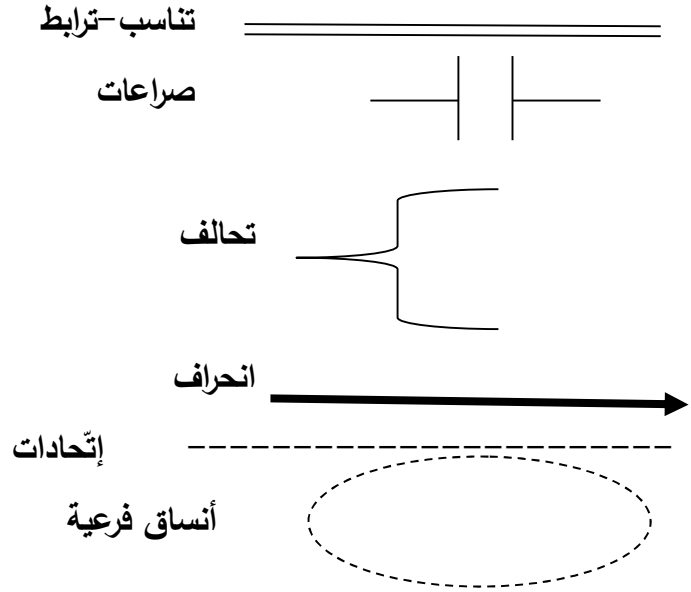 تناسب-ترابط
صراعات
تحالف
انحراف
إتّحادات
أنساق فرعية